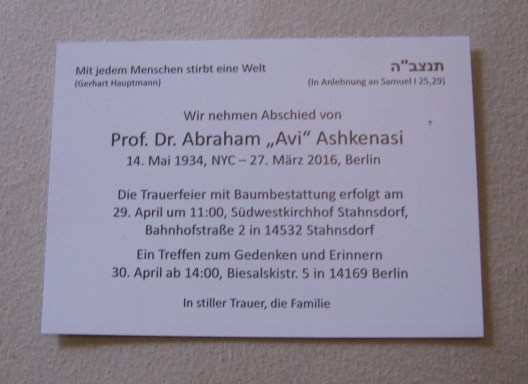 Mit jedem Menschen stirbt eine Welt
(Gerhart Hauptmann)
תנצב"ה
(In Anlehnung an Samuel I 25,29)
Wir nehmen Abschied von
Prof. Dr. Abraham „Avi“ Ashkenasi
14. Mai 1934, NYC – 27. März 2016, Berlin
Die Trauerfeier mit Baumbestattung erfolgt am
29. April um 11:00, Südwestkirchhof Stahnsdorf,
Bahnhofstraße 2 in 14532 Stahnsdorf
Ein Treffen zum Gedenken und Erinnern
30. April ab 14:00, Biesalskistr. 5 in 14169 Berlin
In stiller Trauer, die Familie